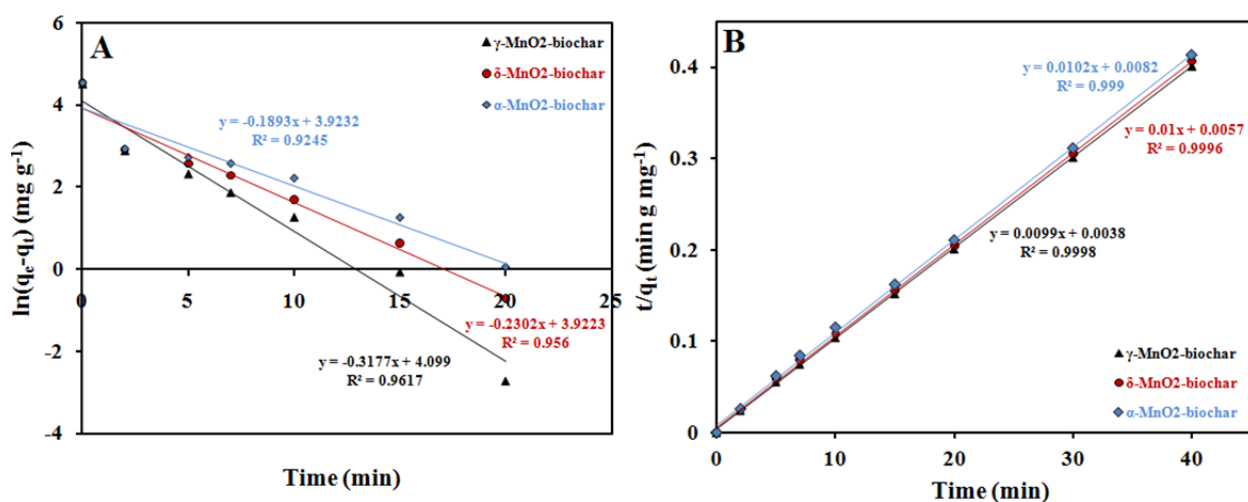 A
γ-MnO2-biochar
δ-MnO2-biochar
α-MnO2-biochar
y = -0.1893x + 3.9232
R² = 0.9245
y = -0.2302x + 3.9223
R² = 0.956
y = -0.3177x + 4.099
R² = 0.9617
6
4
2
0
-2
-4
0
5
10
15
20
25
ln(qe-qt) (mg g-1)
Time (min)
B
y = 0.0102x + 0.0082
R² = 0.999
y = 0.01x + 0.0057
R² = 0.9996
y = 0.0099x + 0.0038
R² = 0.9998
γ-MnO2-biochar
δ-MnO2-biochar
α-MnO2-biochar
0.4
0.3
0.2
0.1
0
0
10
20
30
40
t/qt (min g mg-1)
Time (min)